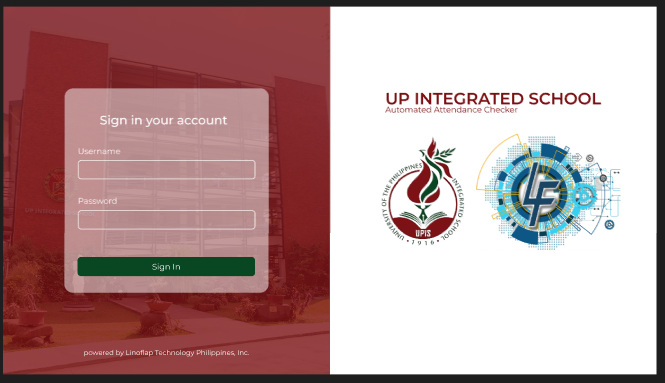 Sign in your account
Username
Password
Sign In
powered by Linoflap Technology Philippines, Inc.
UP INTEGRATED SCHOOL
Automated Attendance Checker
UNIVERSITY OF THE PHILIPPINES INTEGRATED SCHOOL
UPIS
• 1916 •
LF